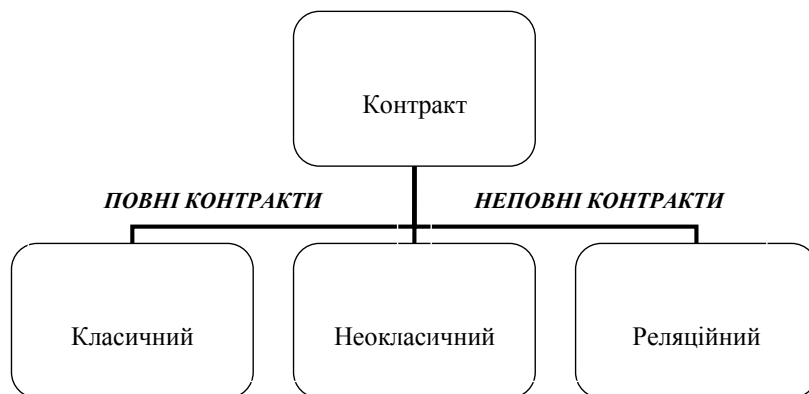 Контракт
ПОВНІ КОНТРАКТИ НЕПОВНІ КОНТРАКТИ
Класичний Неокласичний Реляційний